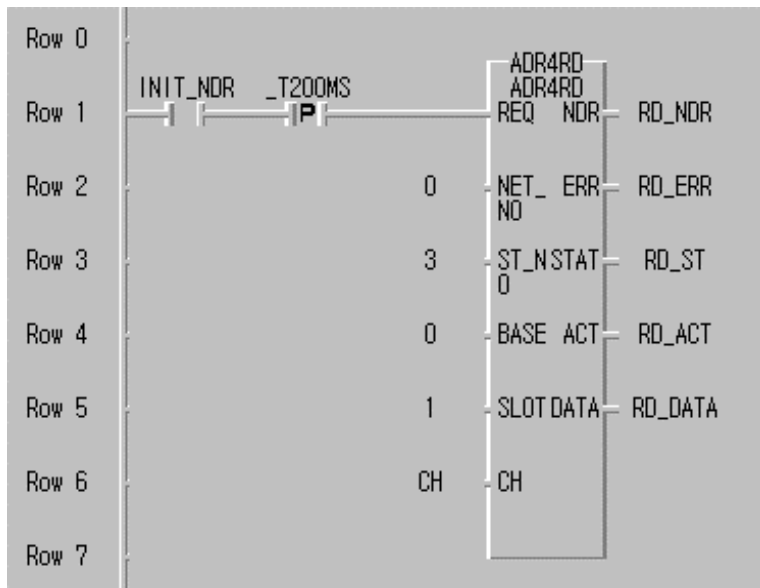 Row 0
ADR4RD
INIT_NDR _T200MS ADR4RD
Row 1 P REQ NDR RD_NDR
Row 2 0 NET_ ERR RD_ERR
NO
Row 3 3 ST_N STAT RD_ST
O
Row 4 0 BASE ACT RD_ACT
Row 5 1 SLOT DATA RD_DATA
Row 6 CH CH
Row 7